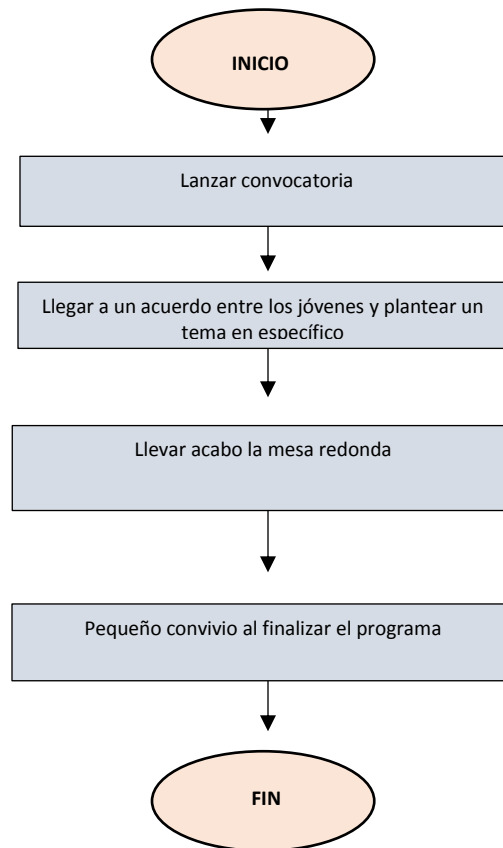 INICIO
Lanzar convocatoria
Llegar a un acuerdo entre los jóvenes y plantear un
tema en específico
Llevar acabo la mesa redonda
Pequeño convivio al finalizar el programa
FIN